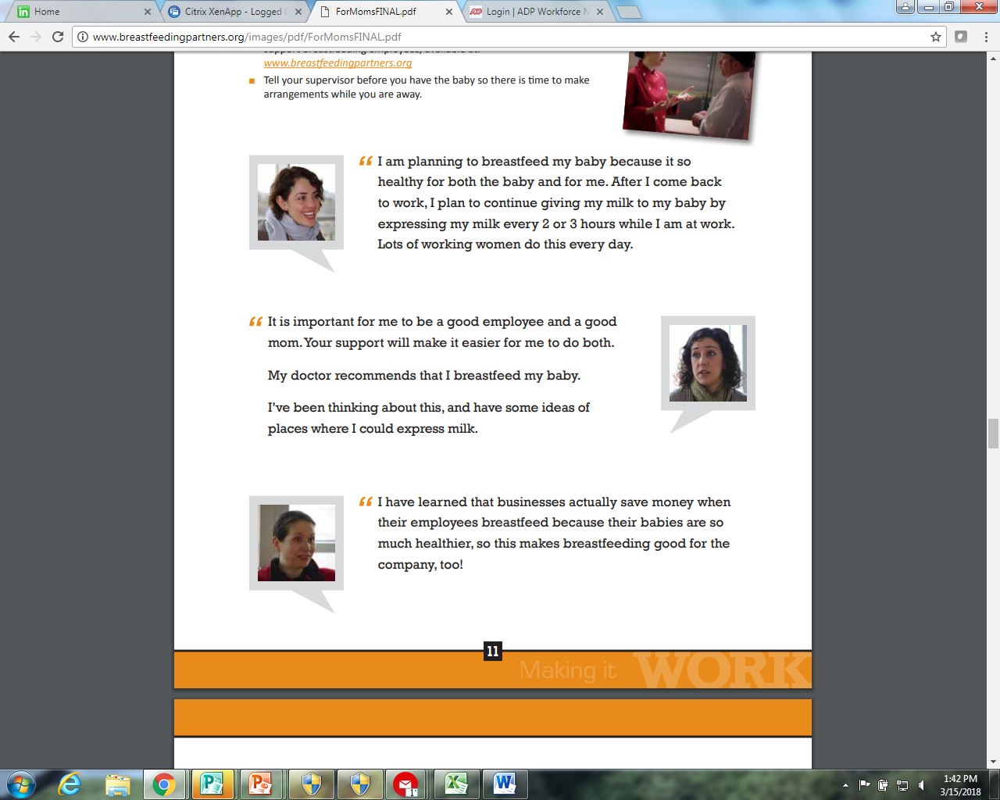 Home
Citrix XenApp - Logged
ForMomsFINAL.pdf
Login | ADP Workforce N
www.breastfeedingpartners.org/images/pdf/ForMomsFINAL.pdf
www.breastfeedingpartners.org
Tell your supervisor before you have the baby so there is time to make
arrangements while you are away.
“ I am planning to breastfeed my baby because it so
healthy for both the baby and for me. After I come back
to work, I plan to continue giving my milk to my baby by
expressing my milk every 2 or 3 hours while I am at work.
Lots of working women do this every day.
“ It is important for me to be a good employee and a good
mom. Your support will make it easier for me to do both.
My doctor recommends that I breastfeed my baby.
I’ve been thinking about this, and have some ideas of
places where I could express milk.
“ I have learned that businesses actually save money when
their employees breastfeed because their babies are so
much healthier, so this makes breastfeeding good for the
company, too!
11
Making it WORK
1:42 PM
3/15/2018